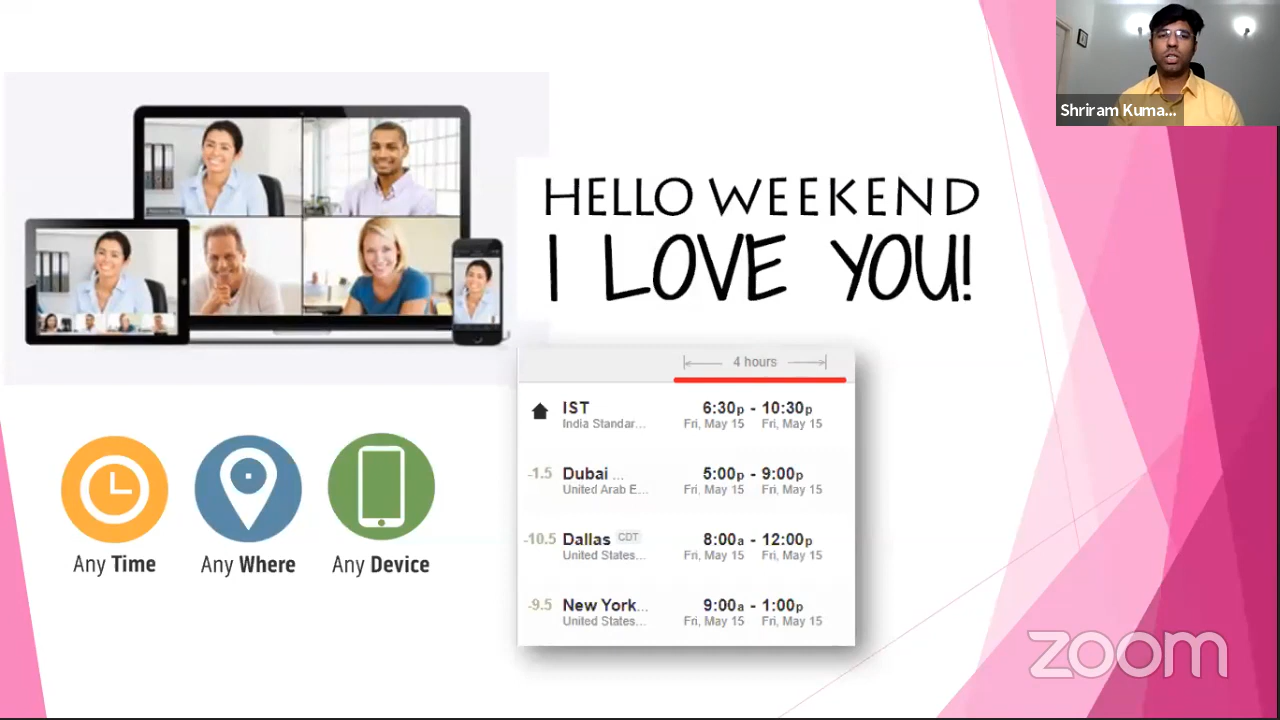 Shriram Kuma...
HELLO WEEKEND
I LOVE YOU!
4 hours
IST 6:30p - 10:30p
India Standar... Fri, May 15 Fri, May 15
-1.5 Dubai ... 5:00p - 9:00p
United Arab E... Fri, May 15 Fri, May 15
-10.5 Dallas CDT 8:00a - 12:00p
United States... Fri, May 15 Fri, May 15
-9.5 New York... 9:00a - 1:00p
United States... Fri, May 15 Fri, May 15
Any Time Any Where Any Device
zoom